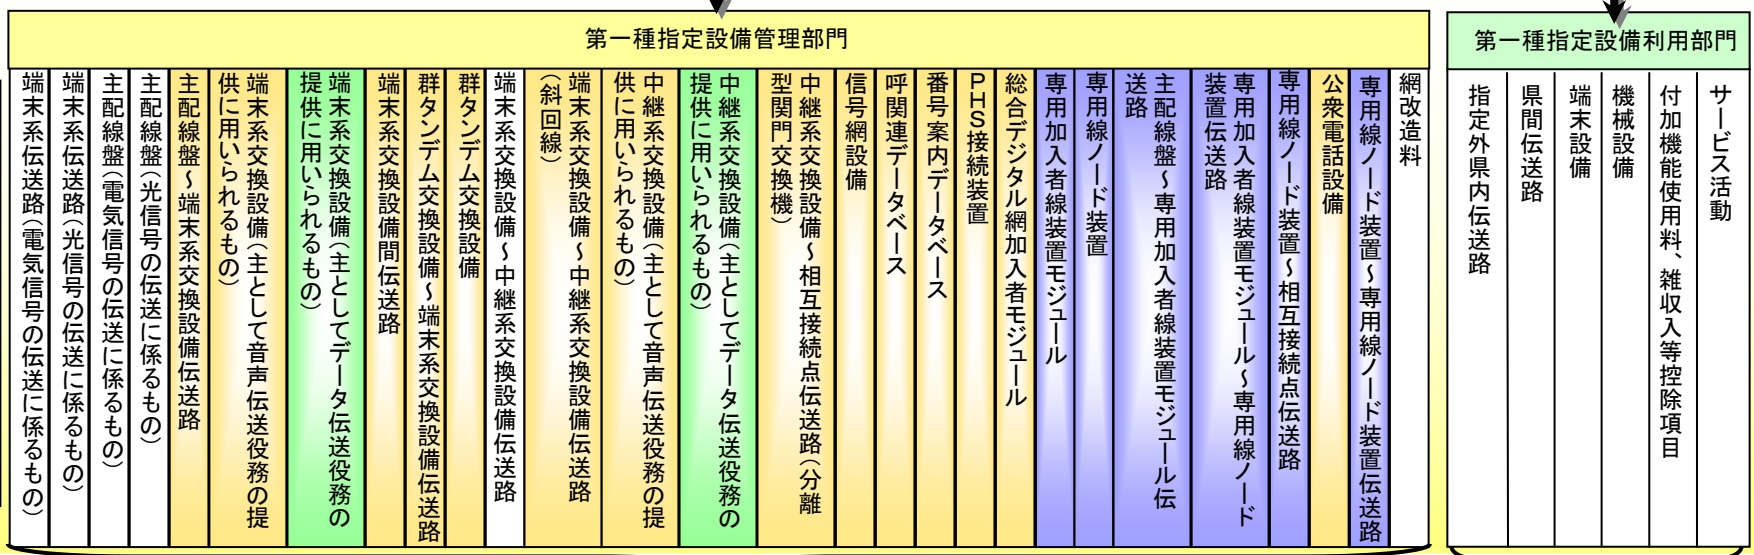 第一種指定設備管理部門
端末系伝送路（電気信号の伝送に係るもの）
端末系伝送路（光信号の伝送に係るもの）
主配線盤（電気信号の伝送に係るもの）
主配線盤（光信号の伝送に係るもの）
主配線盤～端末系交換設備伝送路
端末系交換設備（主として音声伝送役務の提
供に用いられるもの）
端末系交換設備（主としてデータ伝送役務の
提供に用いられるもの）
端末系交換設備間伝送路
群タンデム交換設備～端末系交換設備伝送路
群タンデム交換設備
端末系交換設備～中継系交換設備伝送路
端末系交換設備～中継系交換設備伝送路
（斜回線）
中継系交換設備（主として音声伝送役務の提
供に用いられるもの）
中継系交換設備（主としてデータ伝送役務の
提供に用いられるもの）
中継系交換設備～相互接続点伝送路（分離
型関門交換機）
信号網設備
呼関連データベース
番号案内データベース
ＰＨＳ接続装置
総合デジタル網加入者モジュール
専用加入者線装置モジュール
専用線ノード装置
主配線盤～専用加入者線装置モジュール伝
送路
専用加入者線装置モジュール～専用線ノード
装置伝送路
専用線ノード装置～相互接続点伝送路
公衆電話設備
専用線ノード装置～専用線ノード装置伝送路
網改造料
第一種指定設備利用部門
指定外県内伝送路
県間伝送路
端末設備
機械設備
付加機能使用料、雑収入等控除項目
サービス活動